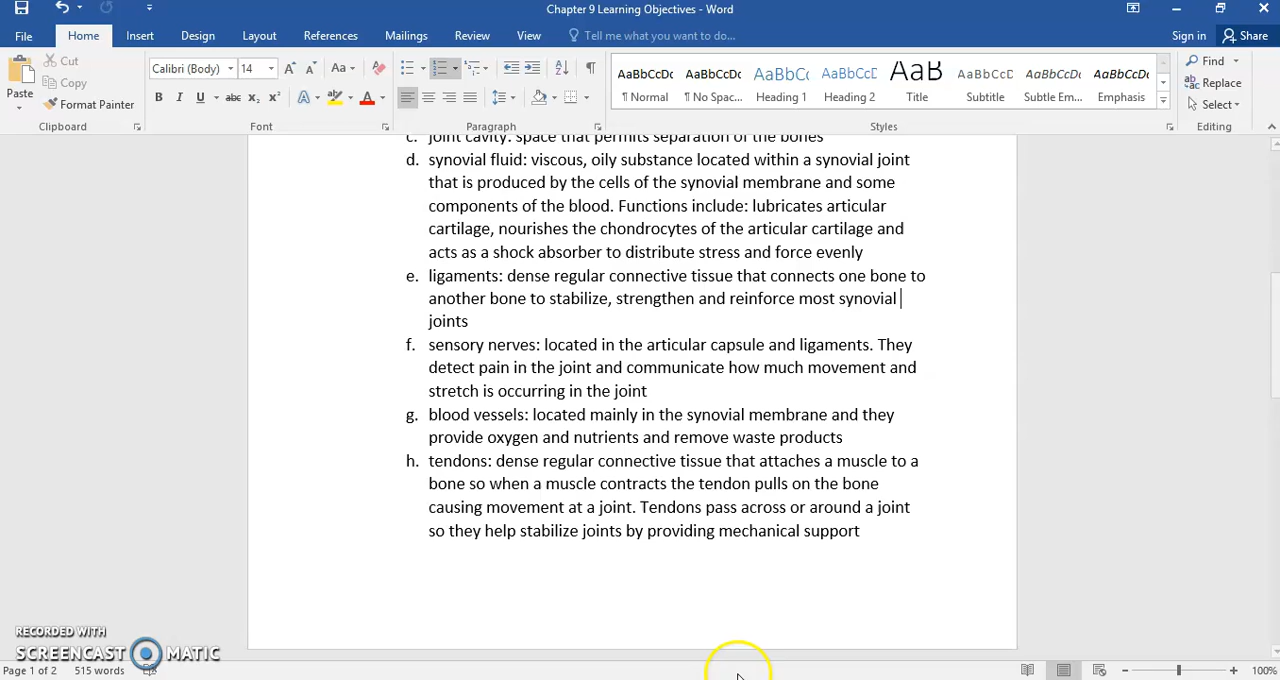 Chapter 9 Learning Objectives - Word
File Home Insert Design Layout References Mailings Review View Tell me what you want to do... Sign in Share
Paste
Cut
Copy
Format Painter
Clipboard
Calibri (Body) 14
Font
Paragraph
AaBbCcDc AaBbCcDc AaBbCc AaBbCcD AaB AaBbCcD AaBbCcDc AaBbCcDc
¶ Normal ¶ No Spac... Heading 1 Heading 2 Title Subtitle Subtle Em... Emphasis
Styles
Find
Replace
Select
Editing
c. joint cavity: space that permits separation of the bones
d. synovial fluid: viscous, oily substance located within a synovial joint
that is produced by the cells of the synovial membrane and some
components of the blood. Functions include: lubricates articular
cartilage, nourishes the chondrocytes of the articular cartilage and
acts as a shock absorber to distribute stress and force evenly
e. ligaments: dense regular connective tissue that connects one bone to
another bone to stabilize, strengthen and reinforce most synovial
joints
f. sensory nerves: located in the articular capsule and ligaments. They
detect pain in the joint and communicate how much movement and
stretch is occurring in the joint
g. blood vessels: located mainly in the synovial membrane and they
provide oxygen and nutrients and remove waste products
h. tendons: dense regular connective tissue that attaches a muscle to a
bone so when a muscle contracts the tendon pulls on the bone
causing movement at a joint. Tendons pass across or around a joint
so they help stabilize joints by providing mechanical support
RECORDED WITH
SCREENCAST MATIC
Page 1 of 2 515 words
100%